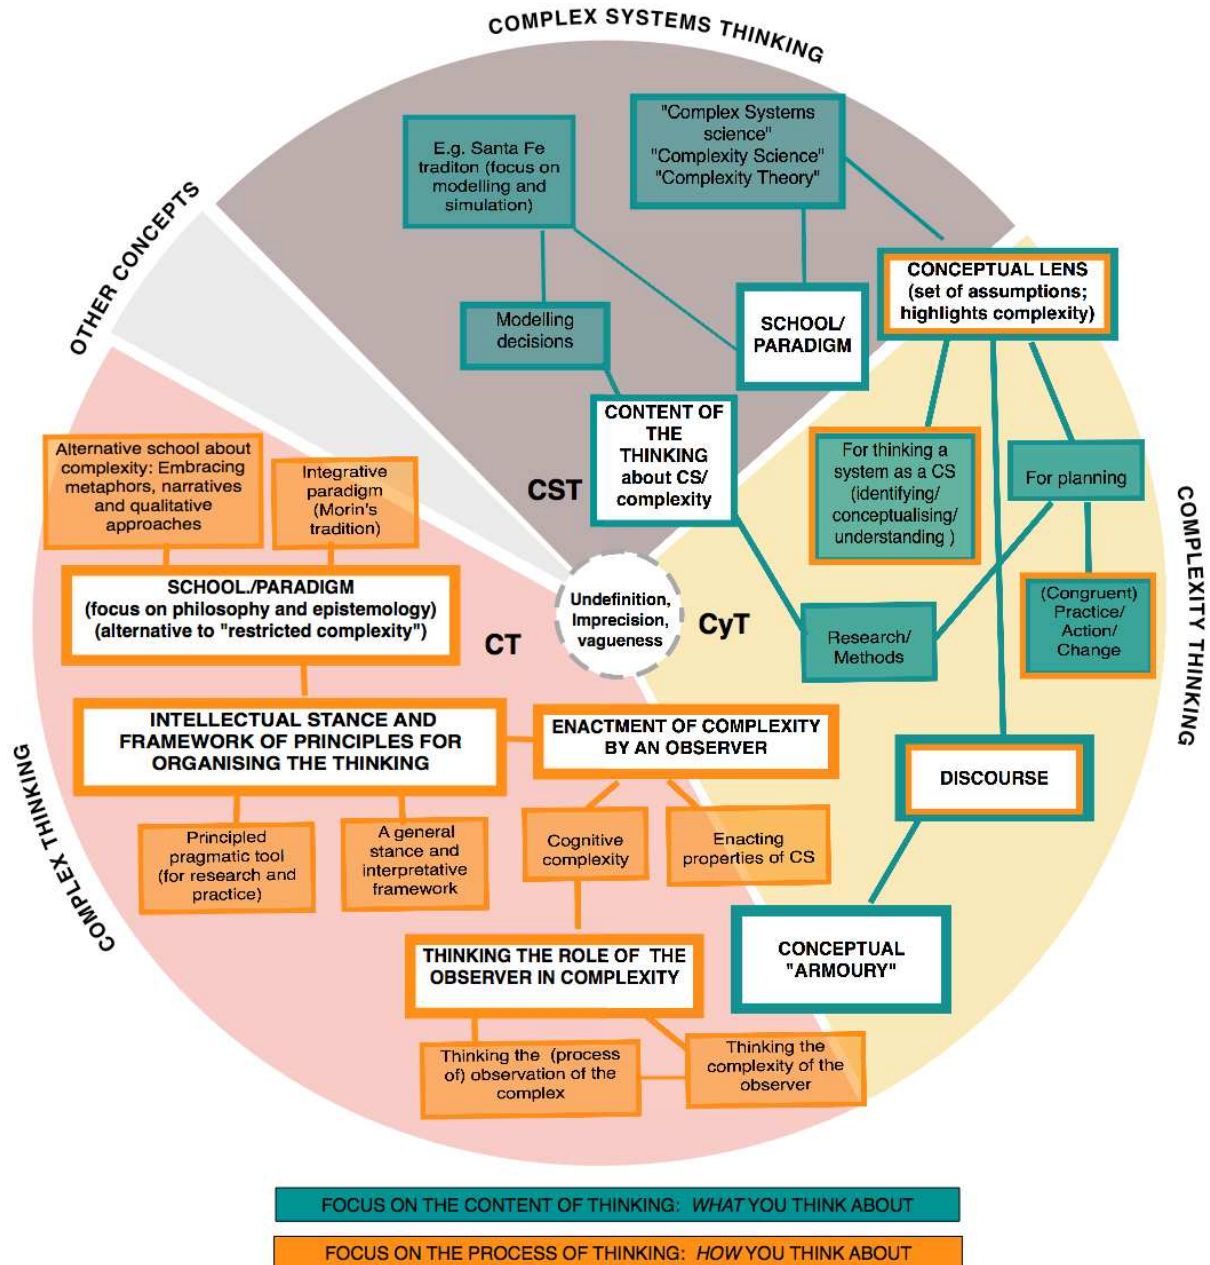 COMPLEX SYSTEMS THINKING
"Complex Systems
science"
"Complexity Science"
"Complexity Theory"
E.g. Santa Fe
traditon (focus on
modelling and
simulation)
OTHER CONCEPTS
CONCEPTUAL LENS
(set of assumptions;
highlights complexity)
Modelling
decisions
SCHOOL/
PARADIGM
CONTENT OF
THE
THINKING
about CS/
complexity
CST
For thinking a
system as a CS
(identifying/
conceptualising/
understanding )
For planning
COMPLEXITY THINKING
Alternative school about
complexity: Embracing
metaphors, narratives
and qualitative
approaches
Integrative
paradigm
(Morin's
tradition)
SCHOOL./PARADIGM
(focus on philosophy and epistemology)
(alternative to "restricted complexity")
CT
Undefinition,
Imprecision,
vagueness
CyT
Research/
Methods
(Congruent)
Practice/
Action/
Change
INTELLECTUAL STANCE AND
FRAMEWORK OF PRINCIPLES FOR
ORGANISING THE THINKING
ENACTMENT OF COMPLEXITY
BY AN OBSERVER
DISCOURSE
COMPLEX THINKING
Principled
pragmatic tool
(for research and
practice)
A general
stance and
interpretative
framework
Cognitive
complexity
Enacting
properties of CS
CONCEPTUAL
"ARMOURY"
THINKING THE ROLE OF THE
OBSERVER IN COMPLEXITY
Thinking the (process
of) observation of the
complex
Thinking the
complexity of the
observer
FOCUS ON THE CONTENT OF THINKING: WHAT YOU THINK ABOUT
FOCUS ON THE PROCESS OF THINKING: HOW YOU THINK ABOUT